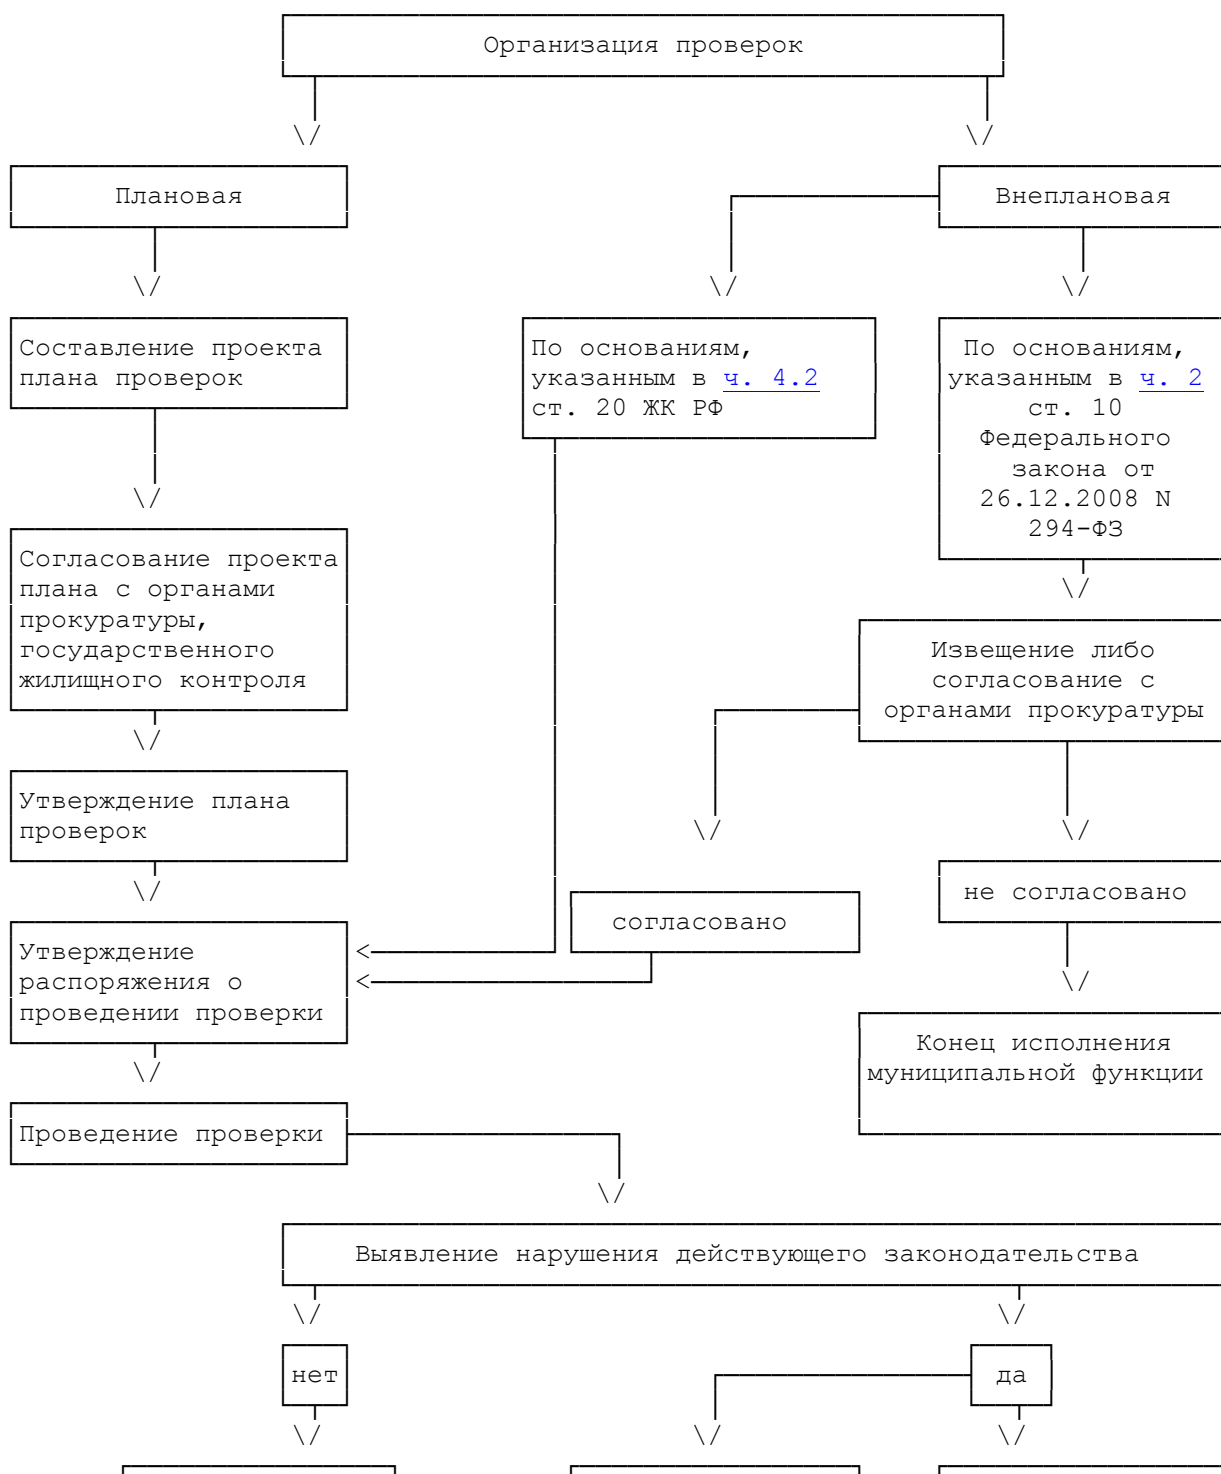 Организация проверок
Плановая
Внеплановая
Составление проекта
плана проверок
По основаниям,
указанным в ч. 4.2
ст. 20 ЖК РФ
По основаниям,
указанным в ч. 2
ст. 10
Федерального
закона от
26.12.2008 N
294-ФЗ
Согласование проекта
плана с органами
прокуратуры,
государственного
жилищного контроля
Извещение либо
согласование с
органами прокуратуры
Утверждение плана
проверок
согласовано
не согласовано
Утверждение
распоряжения о
проведении проверки
Конец исполнения
муниципальной функции
Проведение проверки
Выявление нарушения действующего законодательства
нет
да